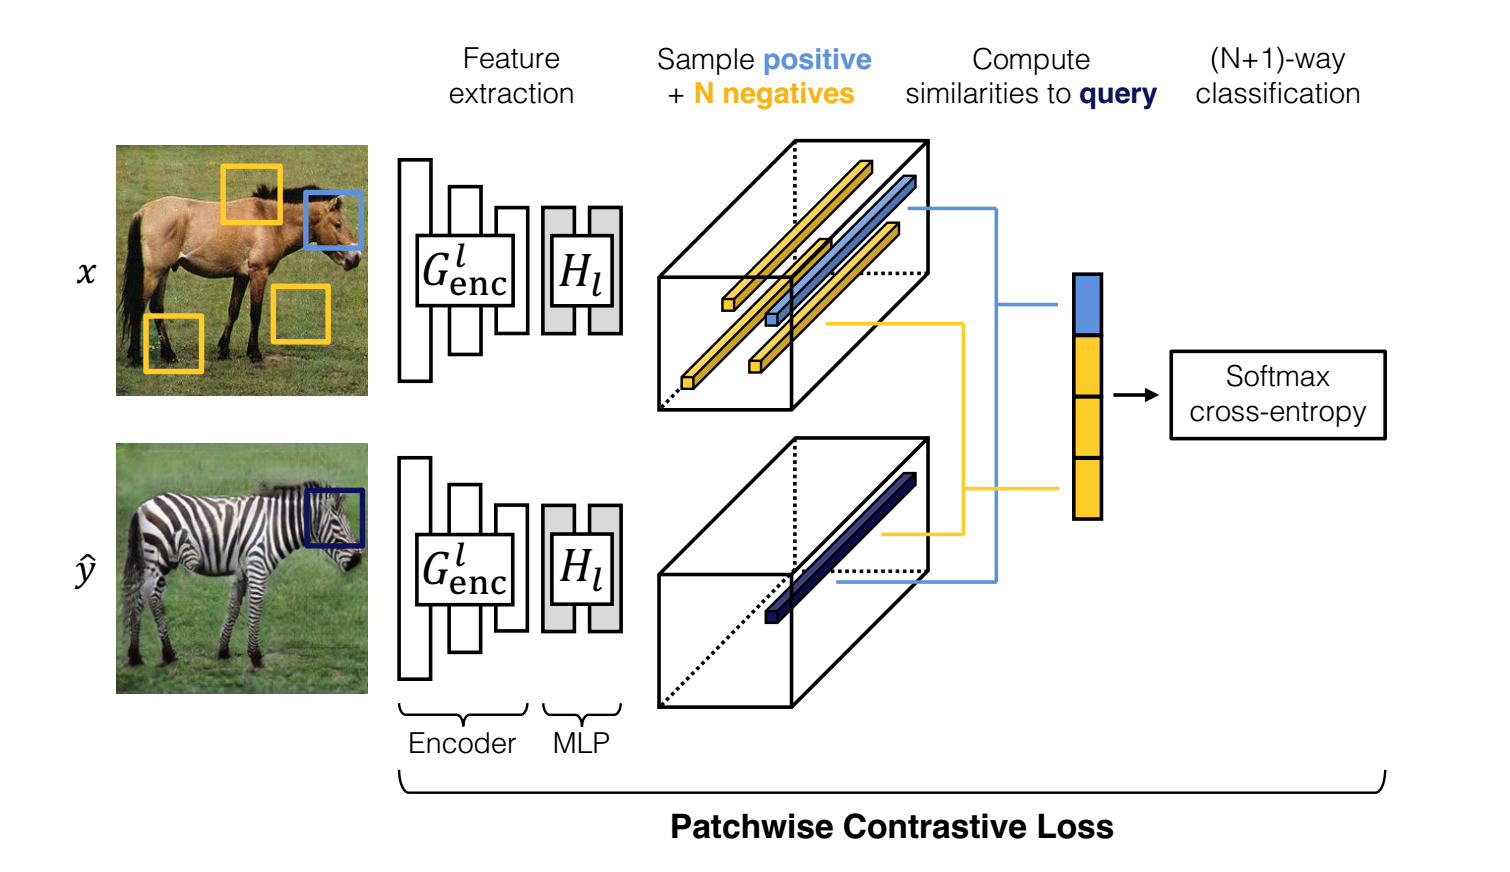 Feature
extraction
Sample positive
+ N negatives
Compute
similarities to query
(N+1)-way
classification
x
G^l_enc
H_l
Softmax
cross-entropy
ŷ
G^l_enc
H_l
Encoder
MLP
Patchwise Contrastive Loss